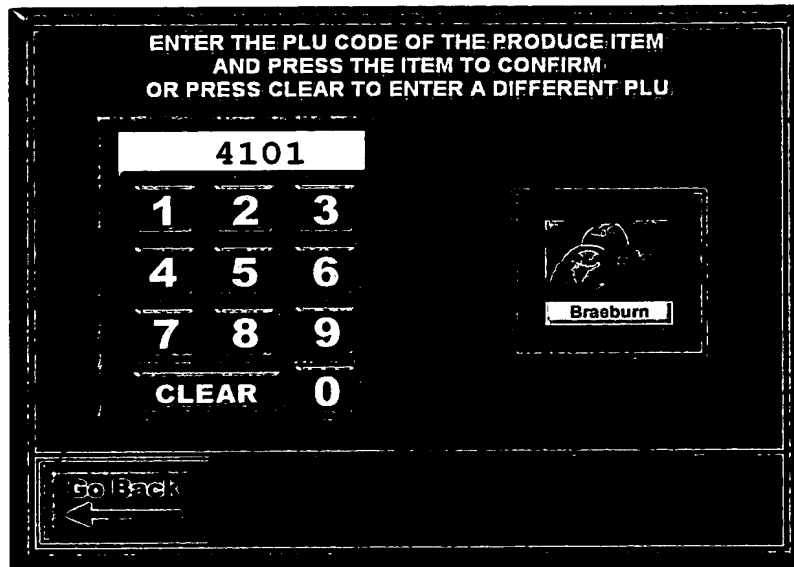 ENTER THE PLU CODE OF THE PRODUCE ITEM
AND PRESS THE ITEM TO CONFIRM
OR PRESS CLEAR TO ENTER A DIFFERENT PLU
4101
1 2 3
4 5 6
Braeburn
7 8 9
CLEAR 0
Go Back